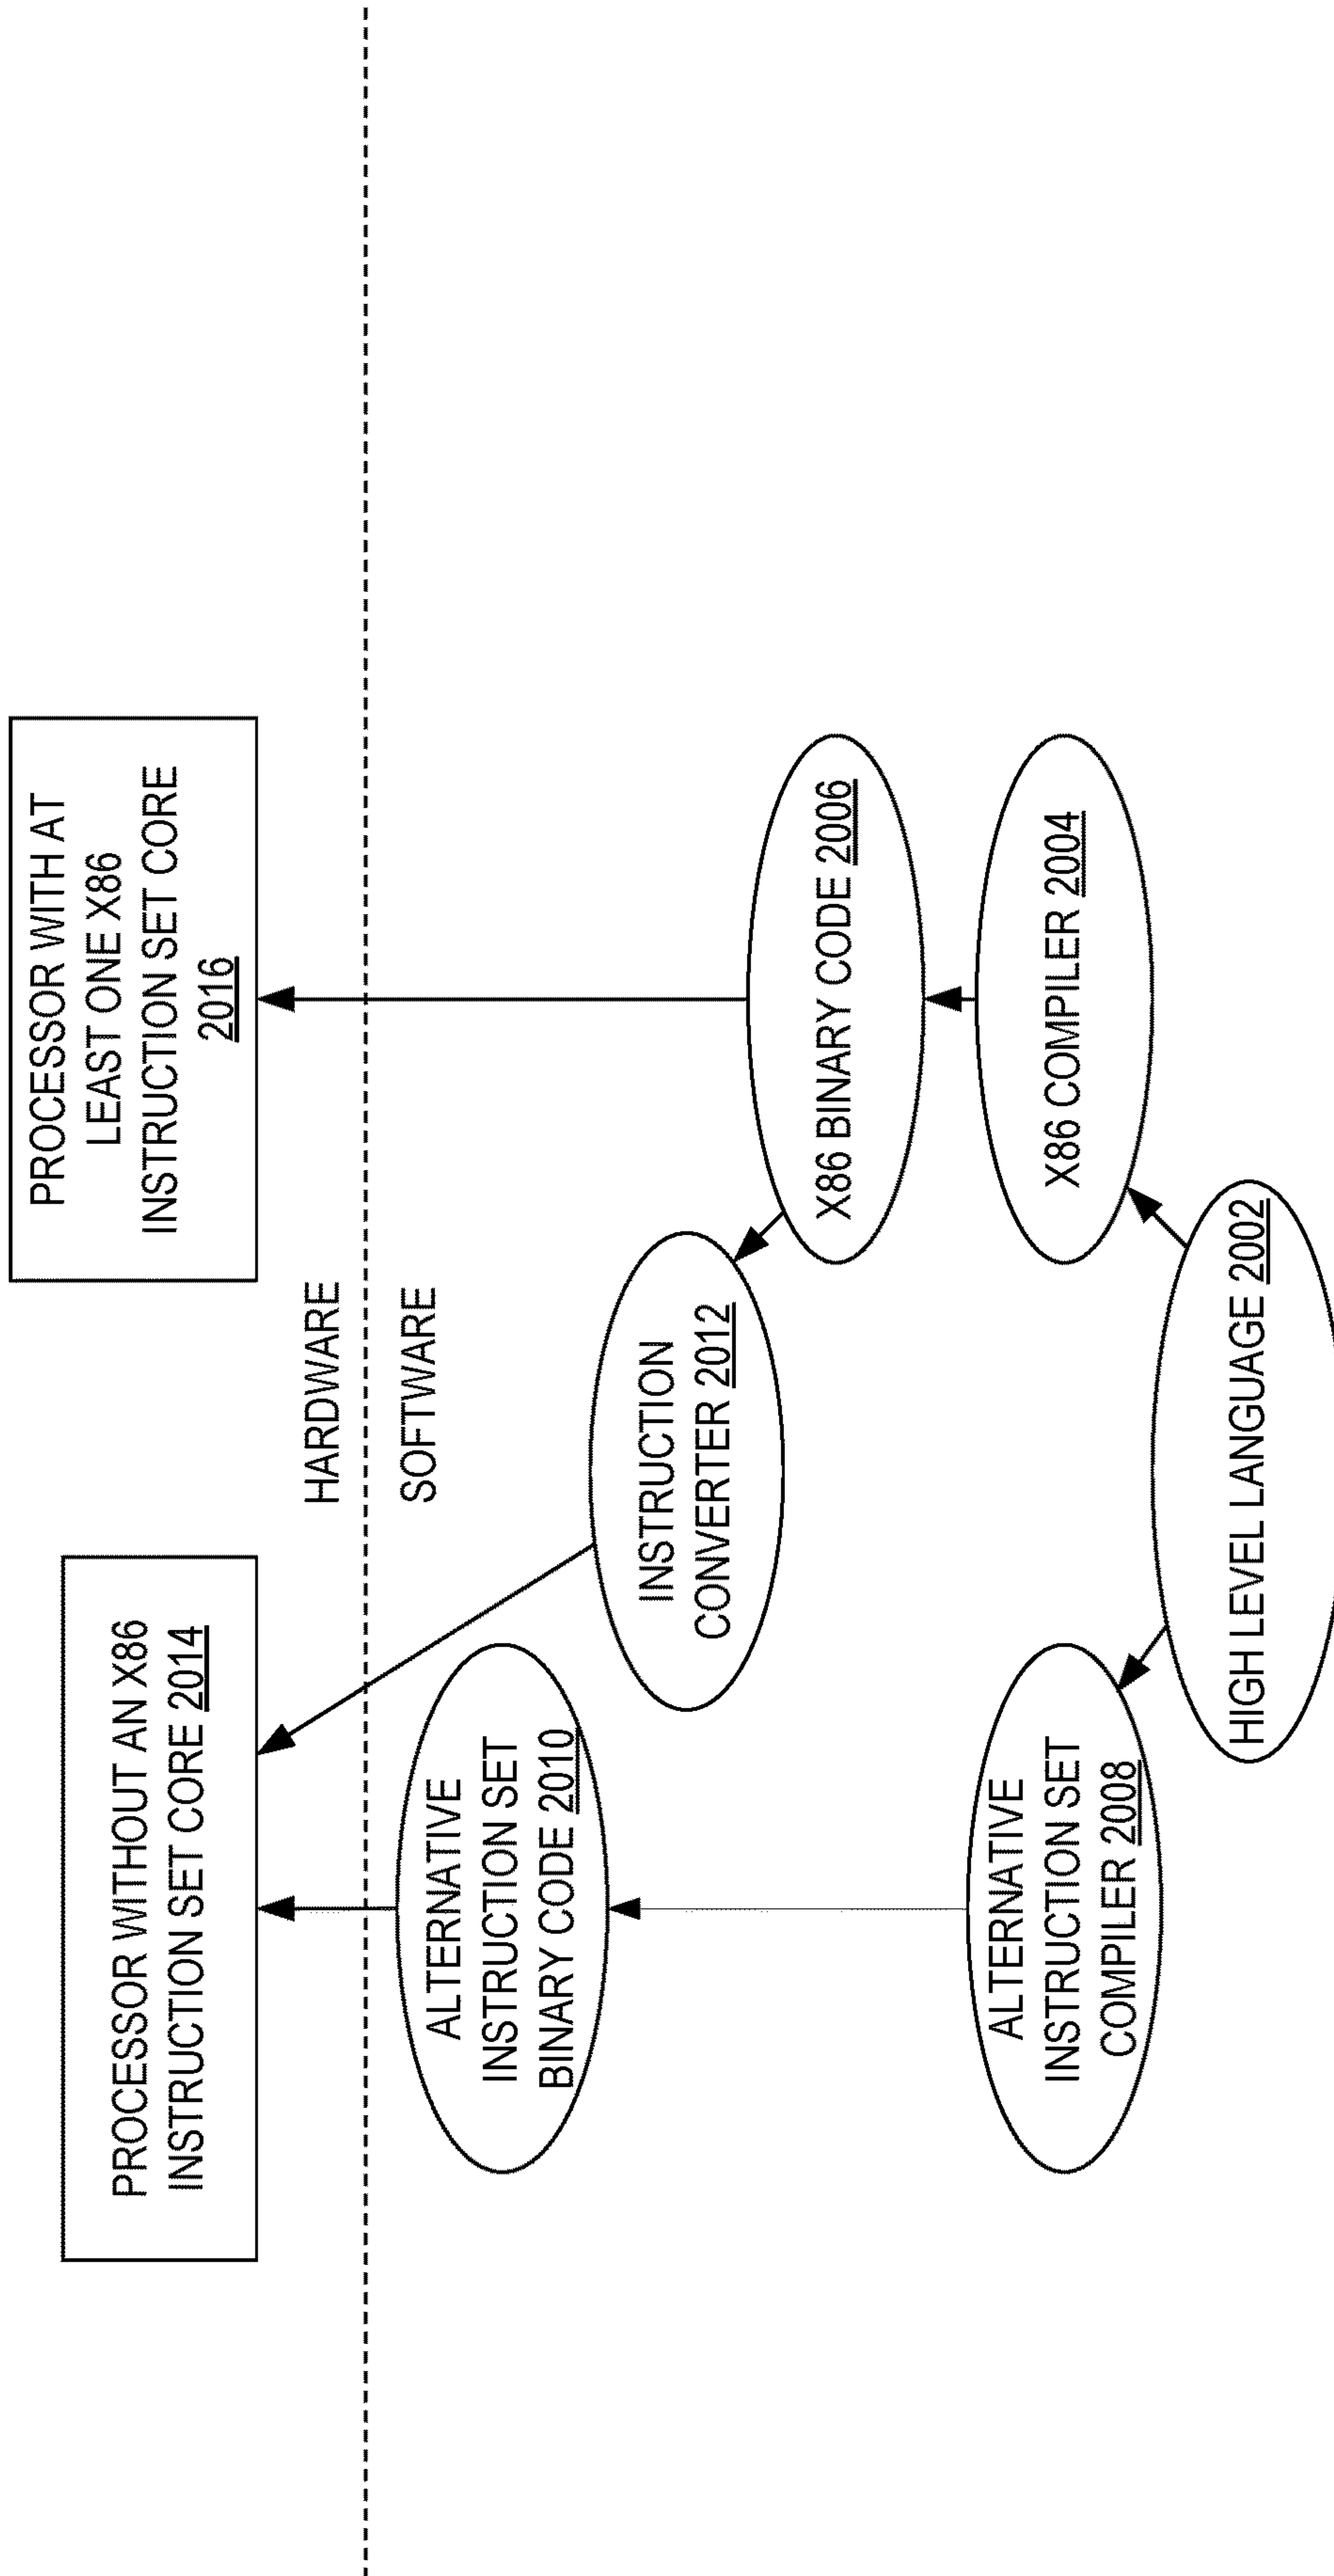 PROCESSOR WITHOUT AN X86
INSTRUCTION SET CORE 2014
PROCESSOR WITH AT
LEAST ONE X86
INSTRUCTION SET CORE
2016
HARDWARE
SOFTWARE
ALTERNATIVE
INSTRUCTION SET
BINARY CODE 2010
INSTRUCTION
CONVERTER 2012
X86 BINARY CODE 2006
ALTERNATIVE
INSTRUCTION SET
COMPILER 2008
X86 COMPILER 2004
HIGH LEVEL LANGUAGE 2002